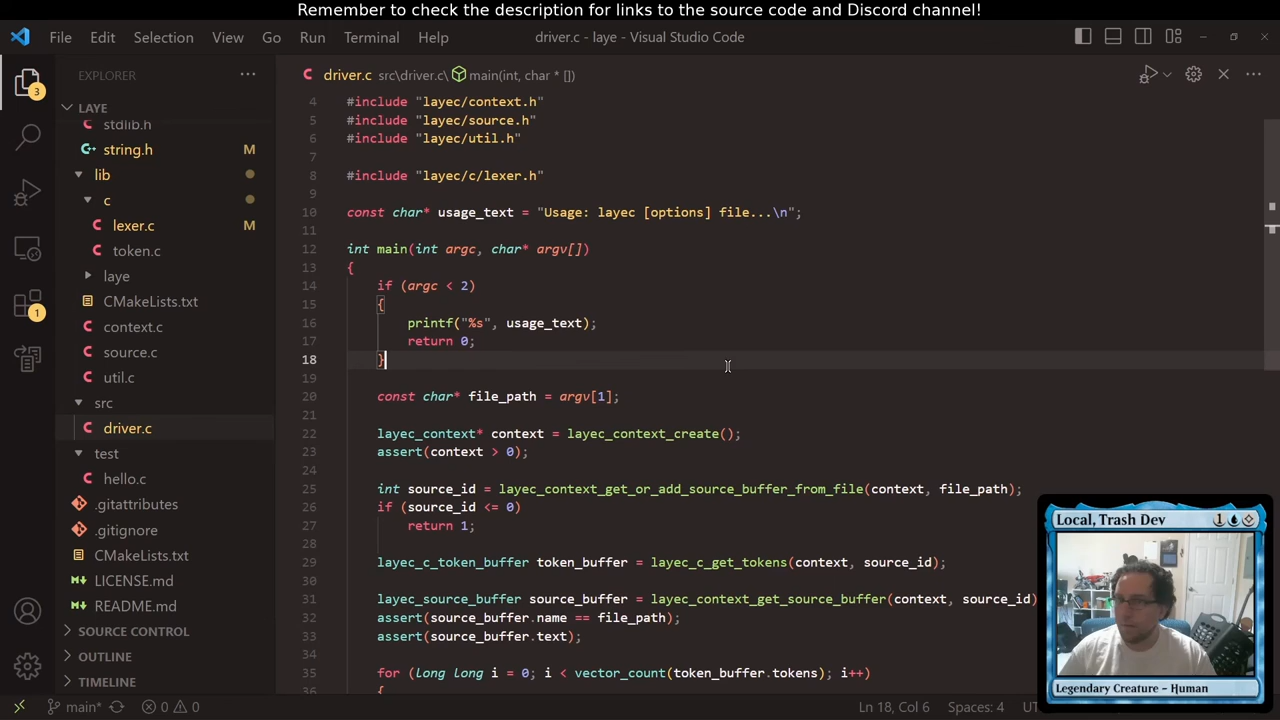 Remember to check the description for links to the source code and Discord channel!
File Edit Selection View Go Run Terminal Help
driver.c - laye - Visual Studio Code
EXPLORER
driver.c src\driver.c\ main(int, char * [])
3
LAYE
stdlib.h
string.h M
lib
c
lexer.c M
token.c
laye
CMakeLists.txt
context.c
source.c
util.c
src
driver.c
test
hello.c
.gitattributes
.gitignore
CMakeLists.txt
LICENSE.md
README.md
SOURCE CONTROL
OUTLINE
TIMELINE
1
4 #include "layec/context.h"
5 #include "layec/source.h"
6 #include "layec/util.h"
7
8 #include "layec/c/lexer.h"
9
10 const char* usage_text = "Usage: layec [options] file...\n";
11
12 int main(int argc, char* argv[])
13 {
14 if (argc < 2)
15 {
16 printf("%s", usage_text);
17 return 0;
18 }
19
20 const char* file_path = argv[1];
21
22 layec_context* context = layec_context_create();
23 assert(context > 0);
24
25 int source_id = layec_context_get_or_add_source_buffer_from_file(context, file_path);
26 if (source_id <= 0)
27 return 1;
28
29 layec_c_token_buffer token_buffer = layec_c_get_tokens(context, source_id);
30
31 layec_source_buffer source_buffer = layec_context_get_source_buffer(context, source_id)
32 assert(source_buffer.name == file_path);
33 assert(source_buffer.text);
34
35 for (long long i = 0; i < vector_count(token_buffer.tokens); i++)
36 {
Local, Trash Dev 1
Legendary Creature – Human
main* 0 0
Ln 18, Col 6 Spaces: 4